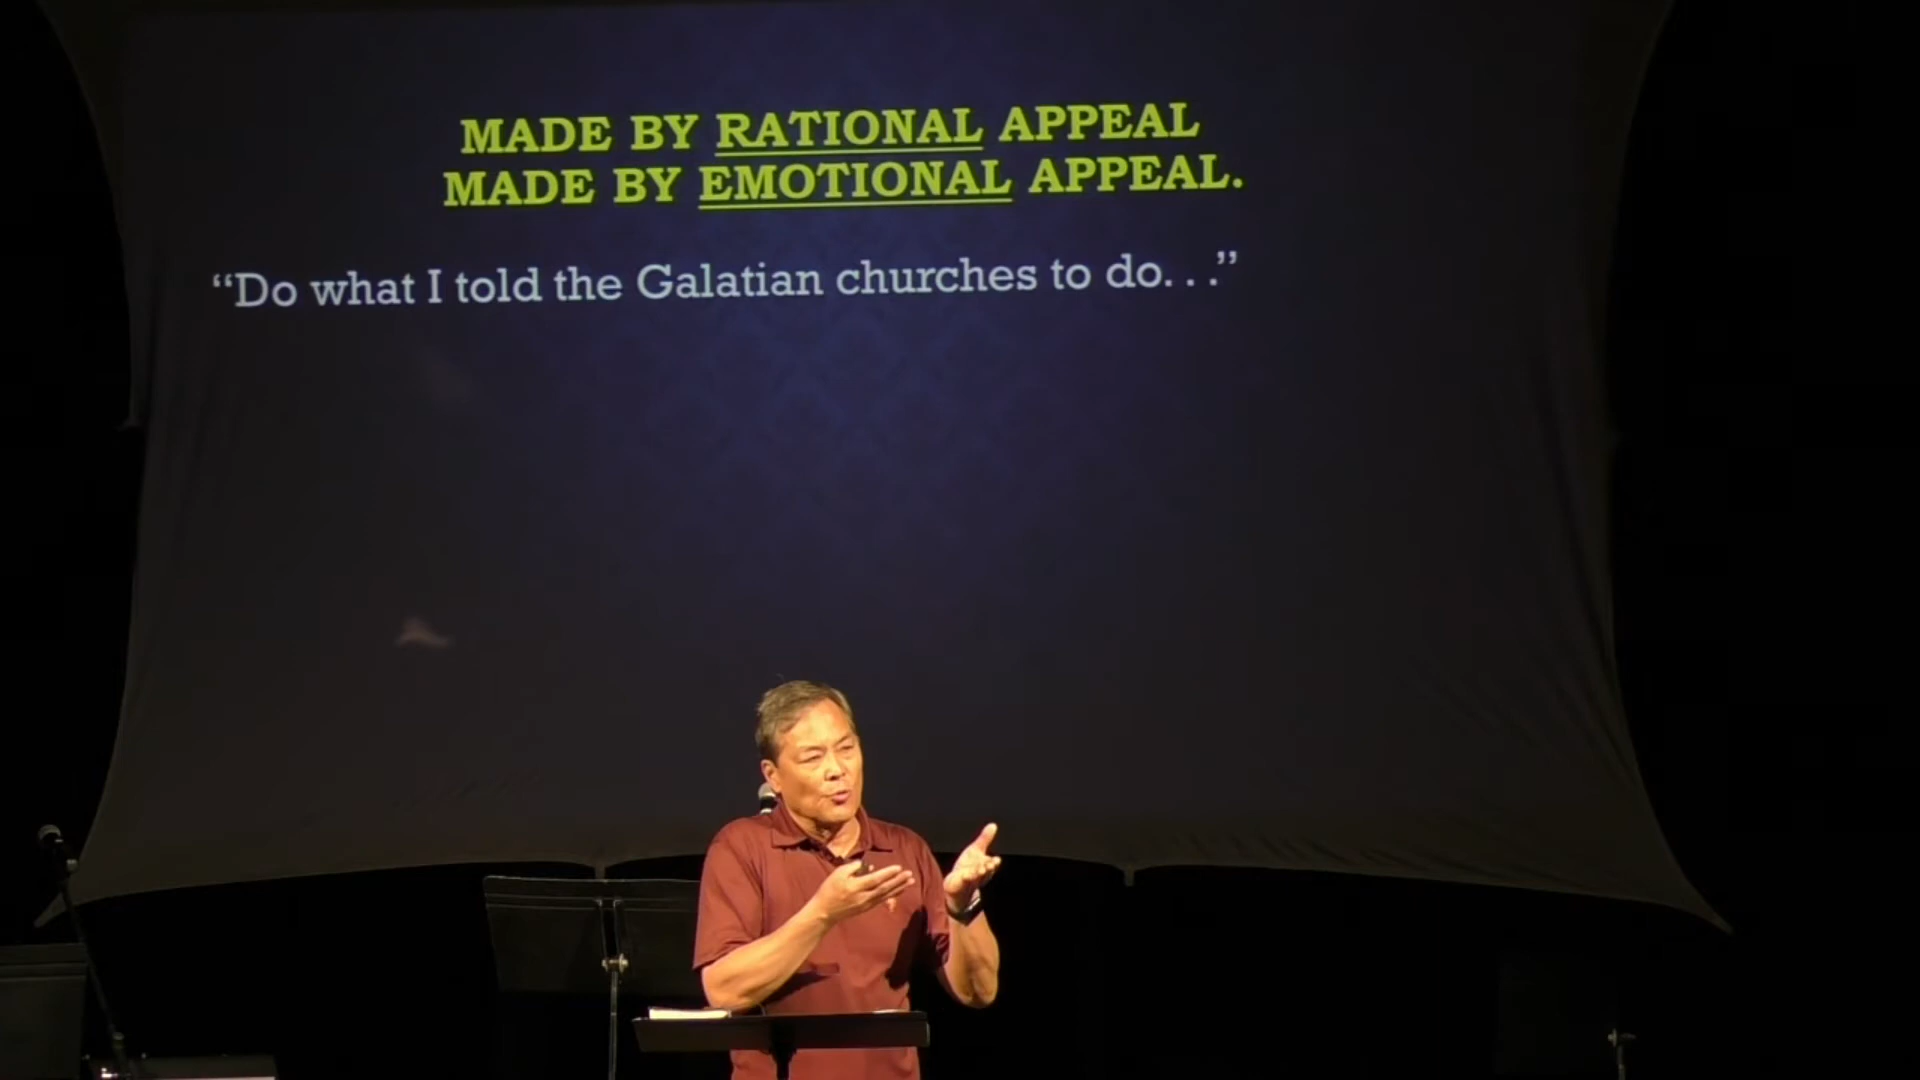 MADE BY RATIONAL APPEAL
MADE BY EMOTIONAL APPEAL.
“Do what I told the Galatian churches to do. . .”